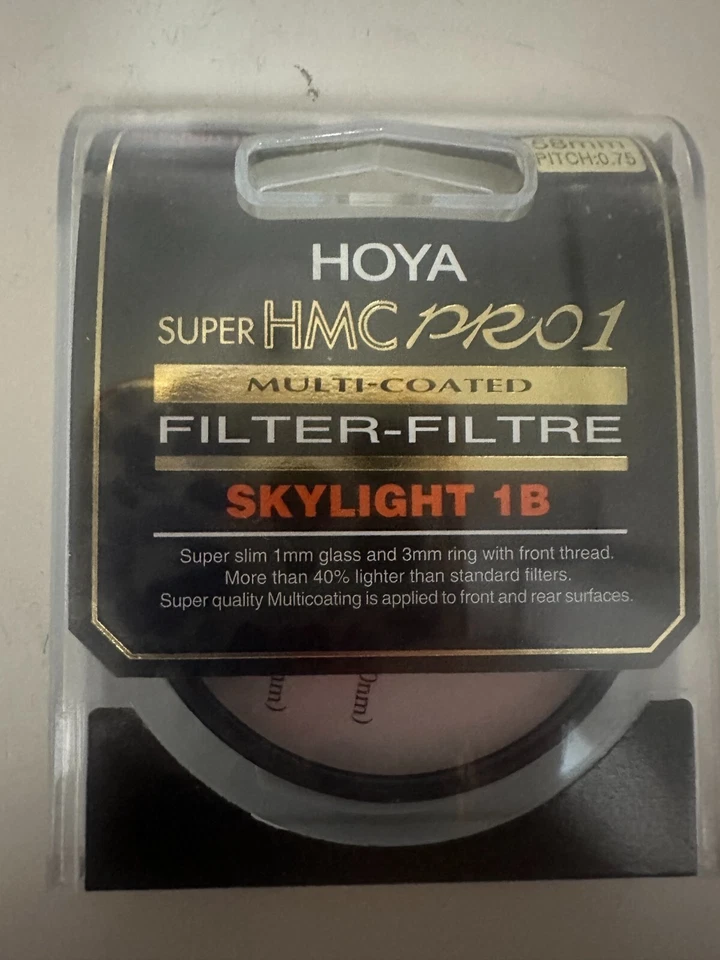 58mm
PITCH:0.75
HOYA
SUPER HMC PRO1
MULTI-COATED
FILTER-FILTRE
SKYLIGHT 1B
Super slim 1mm glass and 3mm ring with front thread.
More than 40% lighter than standard filters.
Super quality Multicoating is applied to front and rear surfaces.
nm)
0nm)